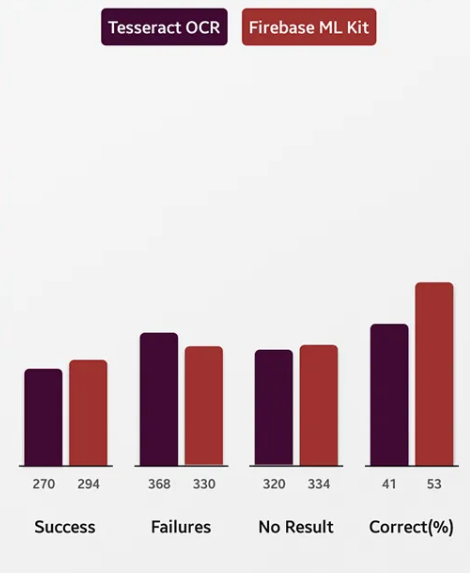 Tesseract OCR Firebase ML Kit
270 294 368 330 320 334 41 53
Success Failures No Result Correct(%)